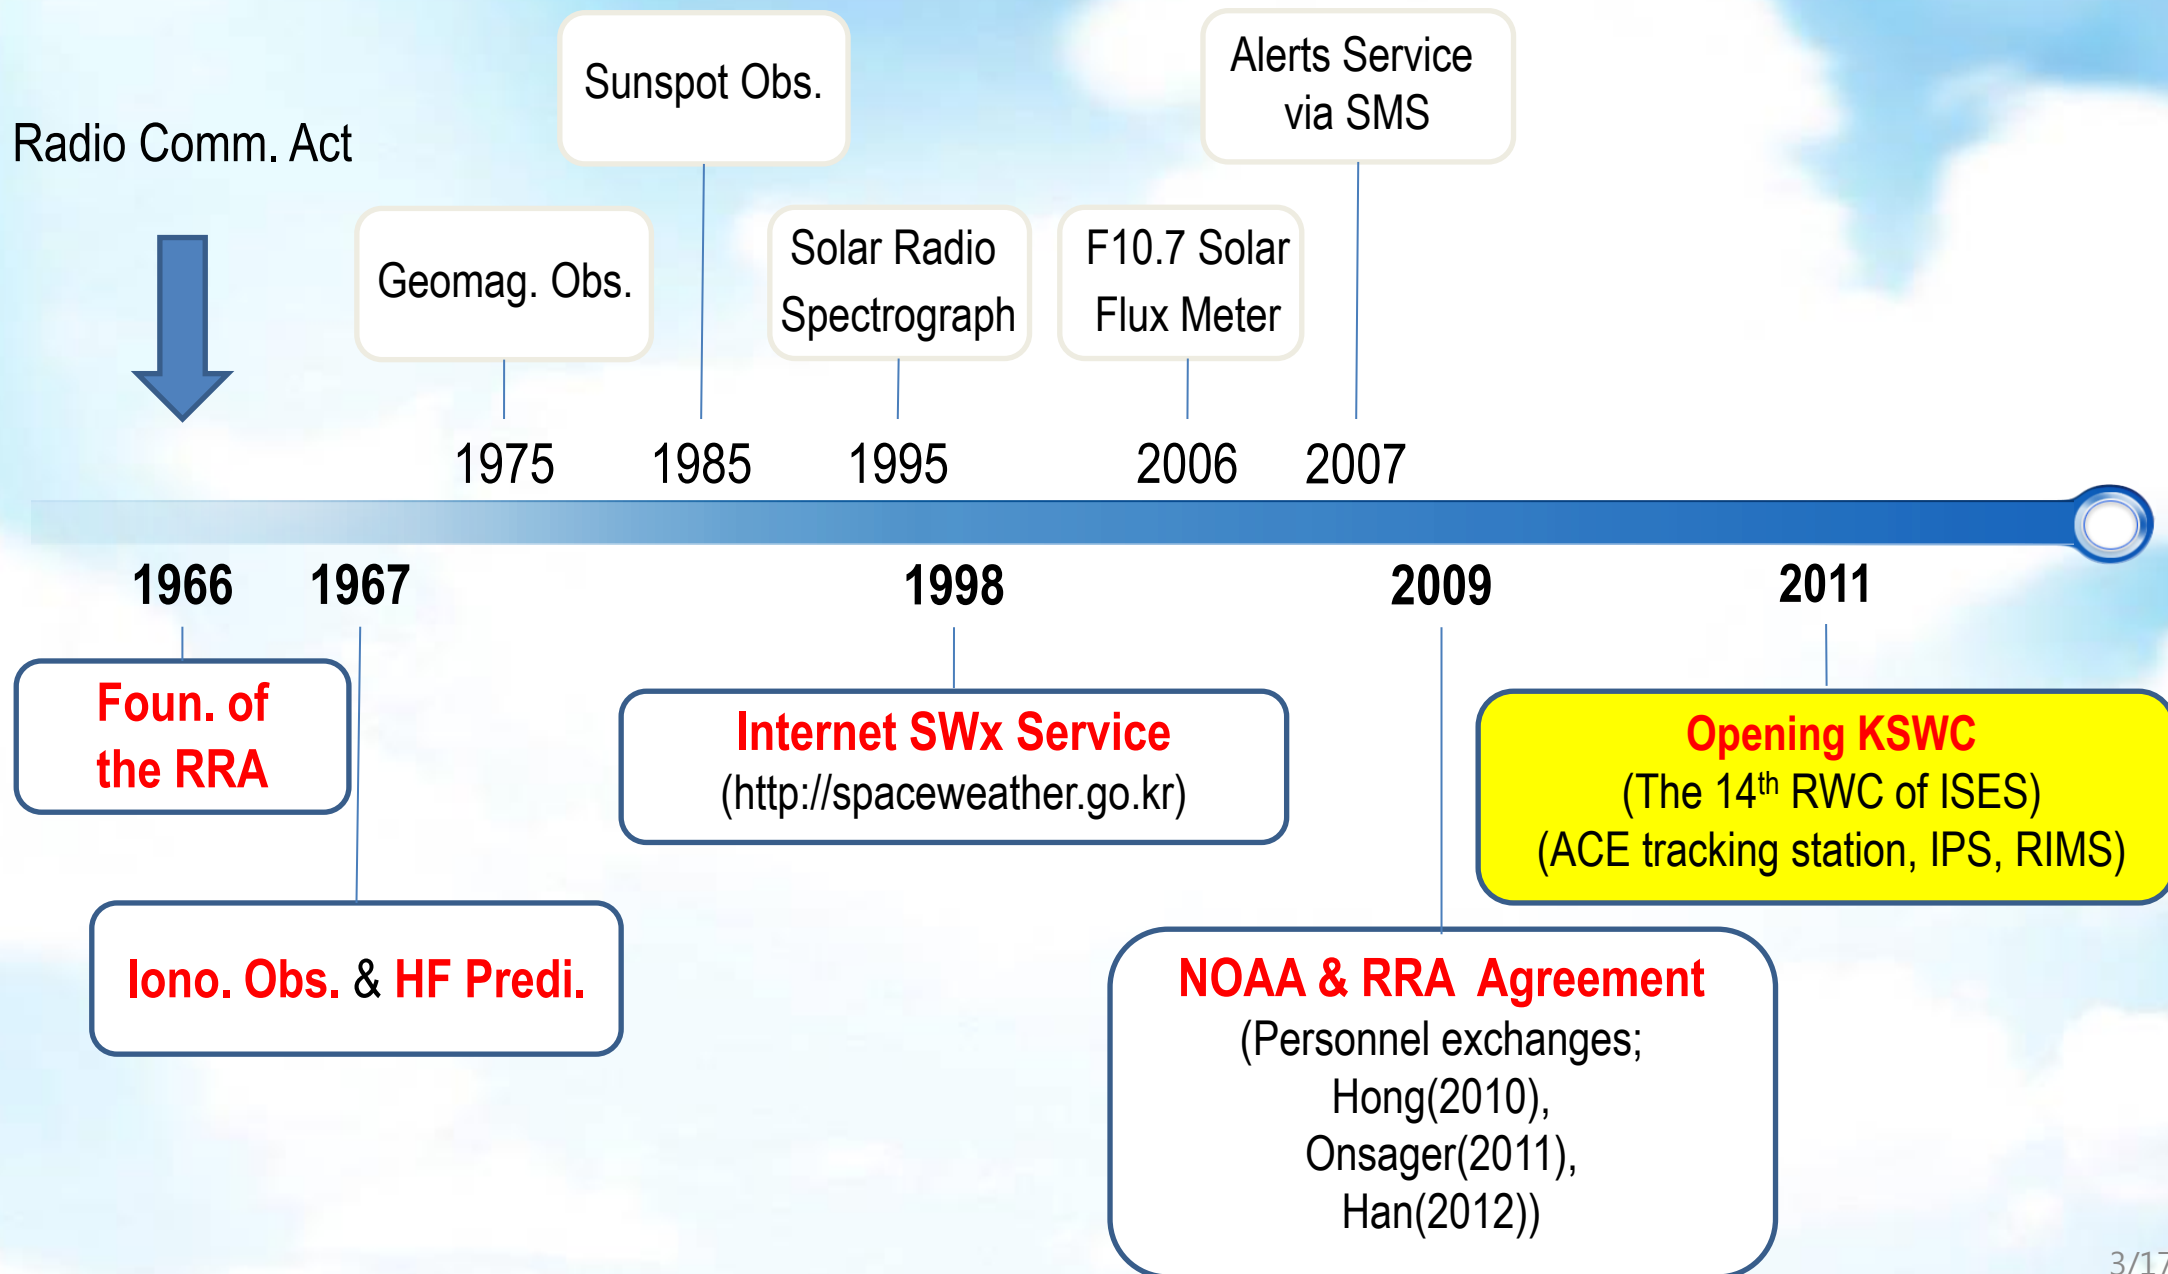 Radio Comm. Act
Sunspot Obs.
Alerts Service
via SMS
Geomag. Obs.
Solar Radio
Spectrograph
F10.7 Solar
Flux Meter
1975 1985 1995 2006 2007
1966 1967 1998 2009 2011
Foun. of
the RRA
Iono. Obs. & HF Predi.
Internet SWx Service
(http://spaceweather.go.kr)
NOAA & RRA Agreement
(Personnel exchanges;
Hong(2010),
Onsager(2011),
Han(2012))
Opening KSWC
(The 14th RWC of ISES)
(ACE tracking station, IPS, RIMS)
3/17